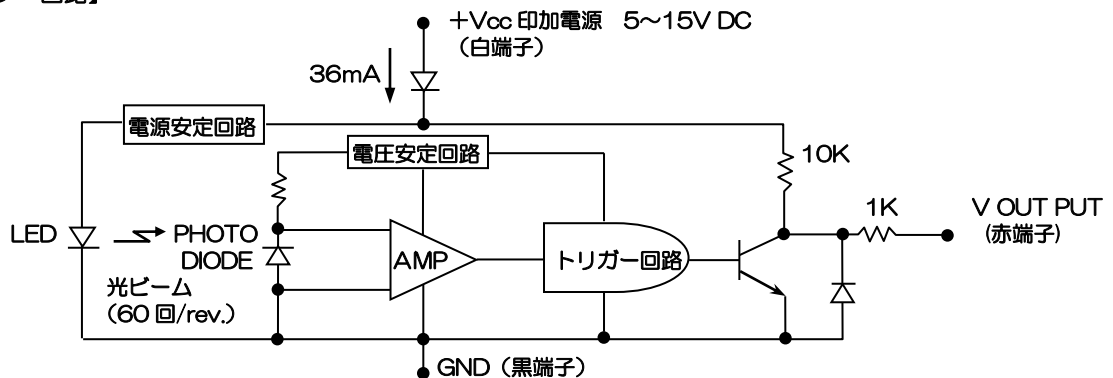 ＋Vcc 印加電源　5～15V DC
（白端子）
36mA
電源安定回路
電圧安定回路
10K
1K
V OUT PUT
(赤端子)
LED
PHOTO
DIODE
AMP
トリガー回路
光ビーム
（60 回/rev.）
GND（黒端子）